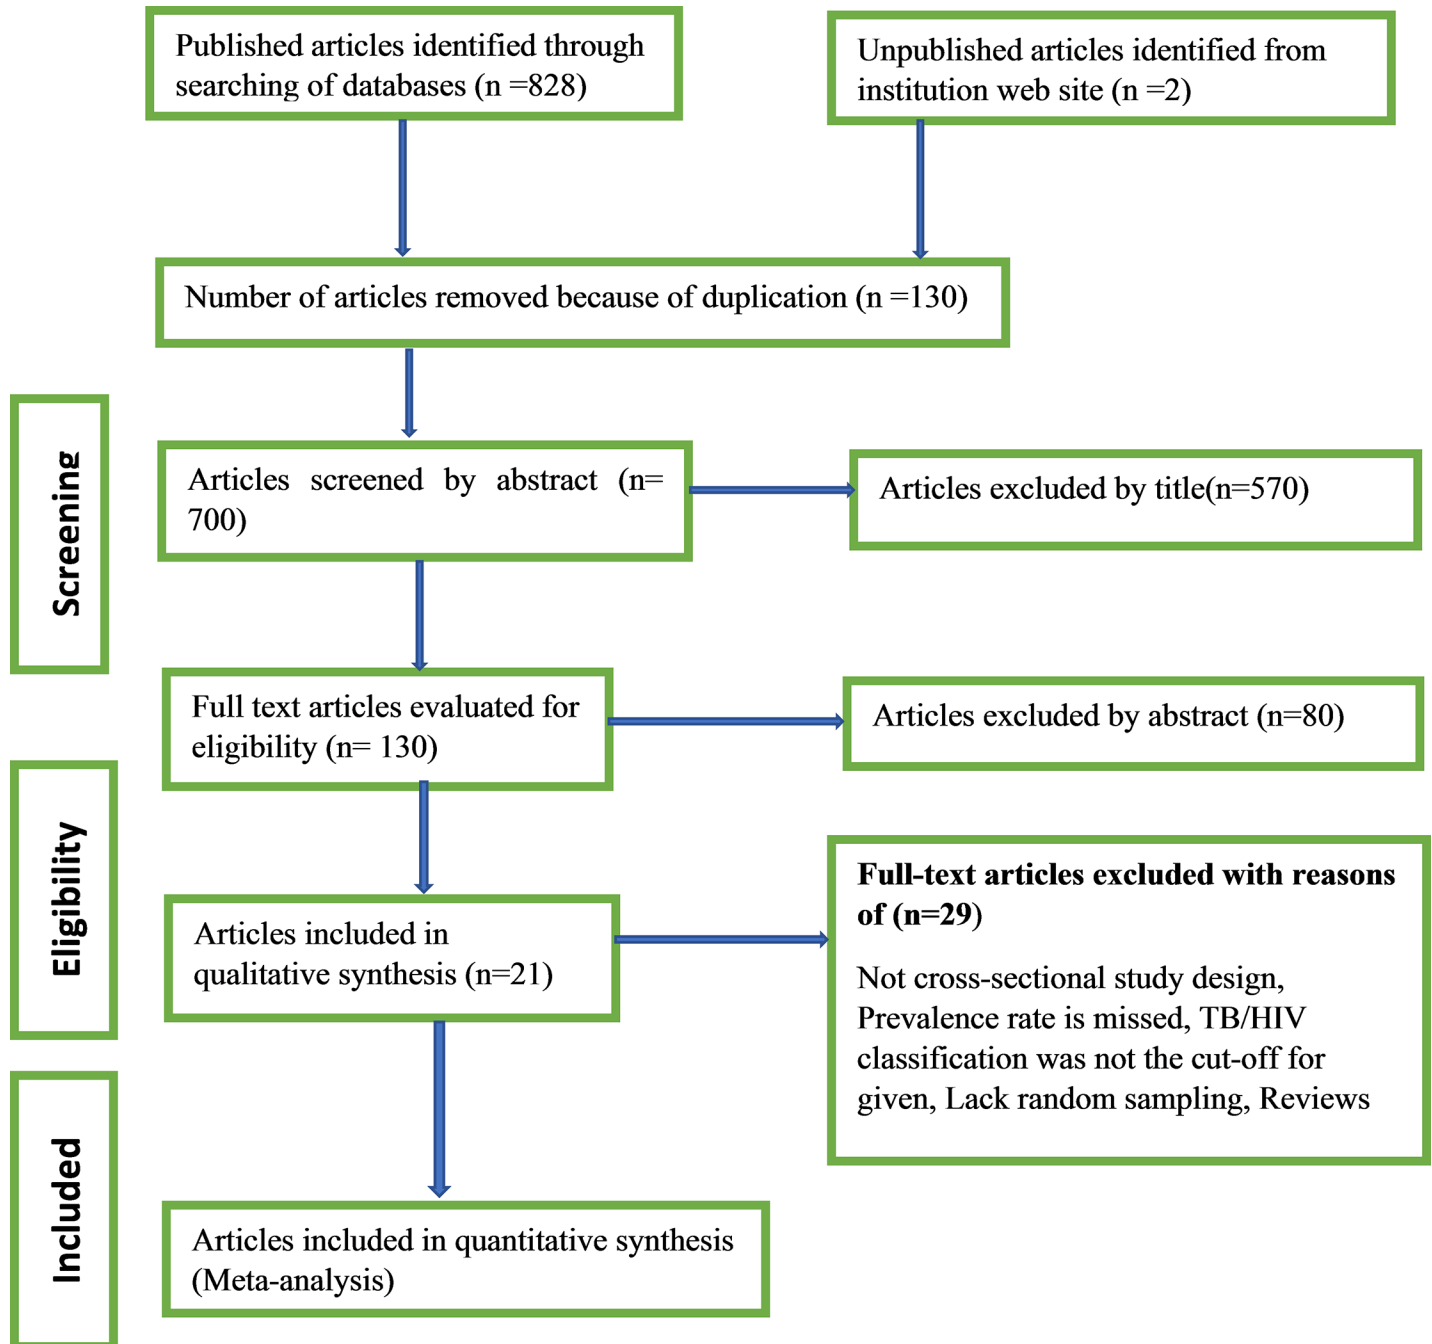 Published articles identified through
searching of databases (n =828)
Unpublished articles identified from
institution web site (n =2)
Number of articles removed because of duplication (n =130)
Screening
Articles screened by abstract (n=
700)
Articles excluded by title(n=570)
Full text articles evaluated for
eligibility (n= 130)
Articles excluded by abstract (n=80)
Eligibility
Articles included in
qualitative synthesis (n=21)
Full-text articles excluded with reasons
of (n=29)
Not cross-sectional study design,
Prevalence rate is missed, TB/HIV
classification was not the cut-off for
given, Lack random sampling, Reviews
Included
Articles included in quantitative synthesis
(Meta-analysis)